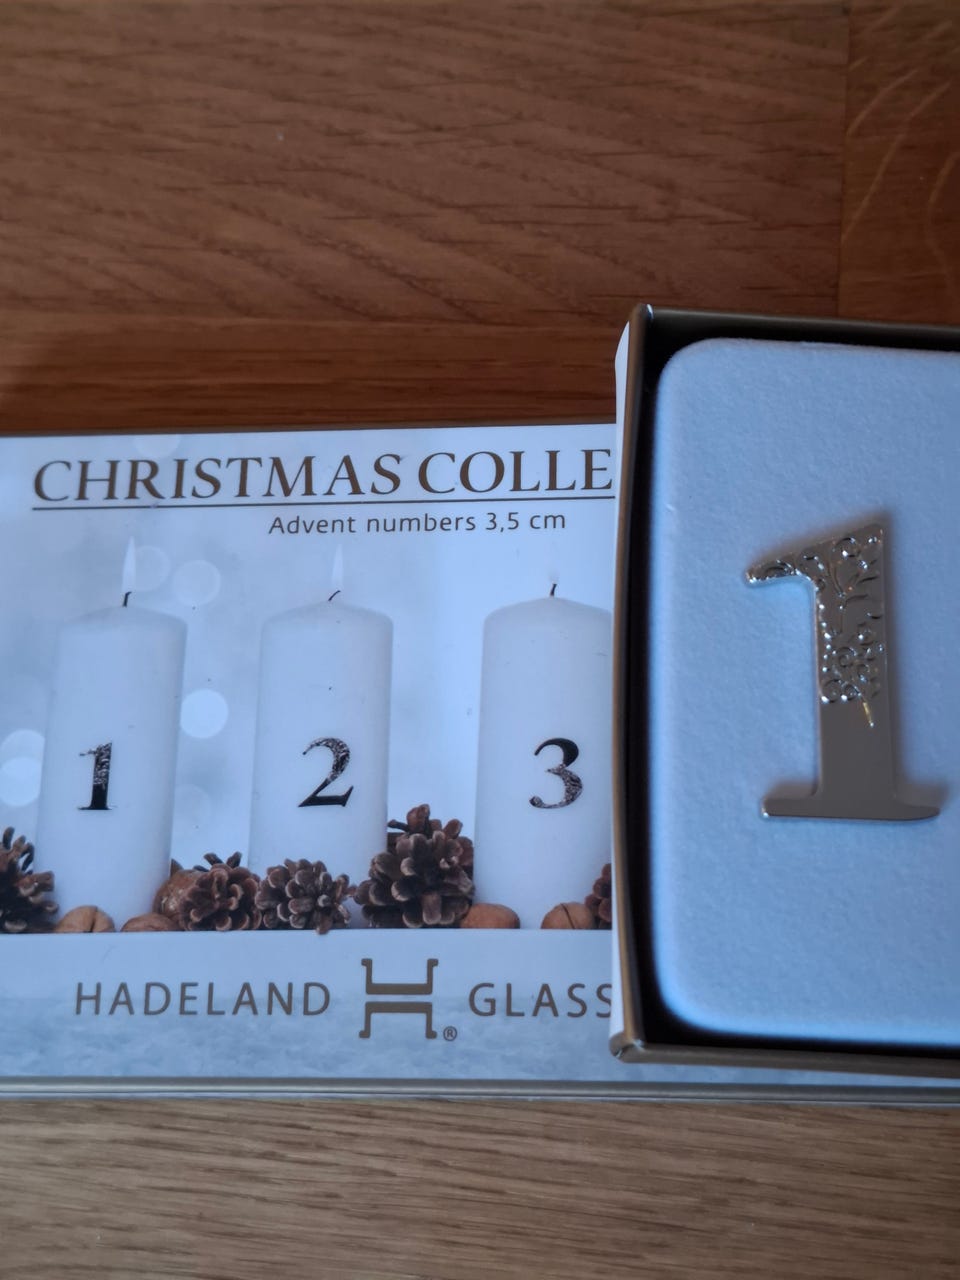 CHRISTMAS COLLE
Advent numbers 3,5 cm
1 2 3
1
HADELAND H® GLASS